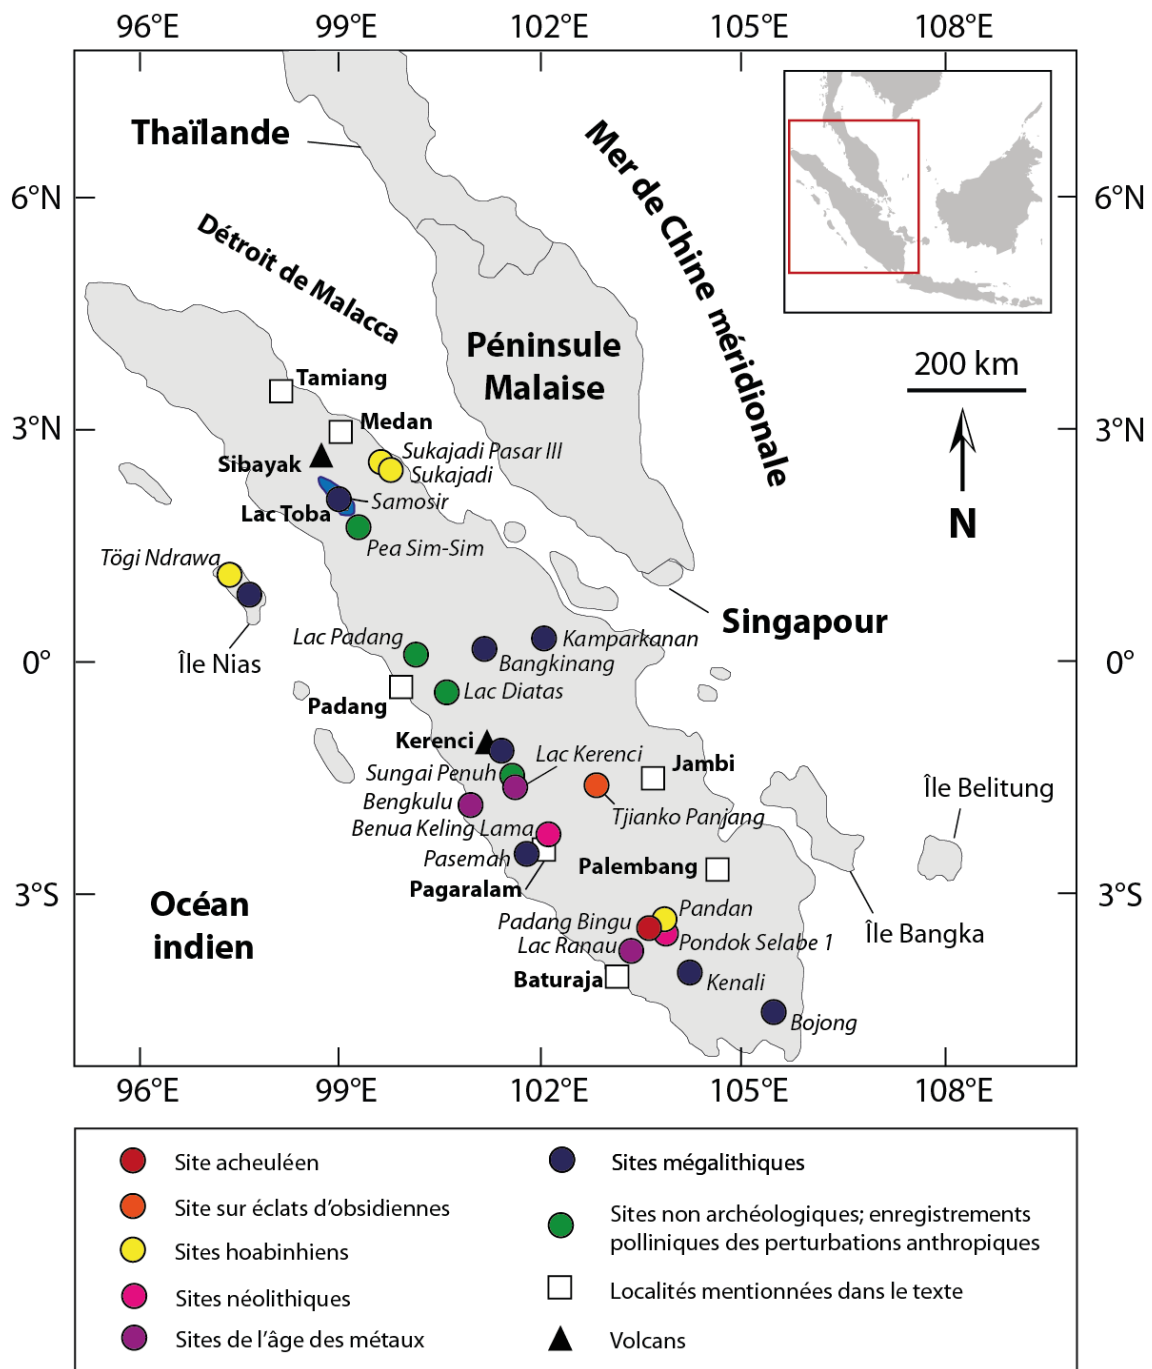 96°E
99°E
102°E
105°E
108°E
Thaïlande
Mer de Chine méridionale
6°N
6°N
Détroit de Malacca
Péninsule
Malaise
200 km
Tamiang
Medan
3°N
3°N
Sukajadi Pasar III
Sibayak
Sukajadi
Samosir
Lac Toba
N
Pea Sim-Sim
Tögi Ndrawa
Singapour
Lac Padang
Kamparkanan
Île Nias
Bangkinang
0°
0°
Lac Diatas
Padang
Kerenci
Lac Kerenci
Jambi
Sungai Penuh
Île Belitung
Bengkulu
Tjianko Panjang
Benua Keling Lama
Pasemah
Palembang
Pagaralam
3°S
3°S
Océan
indien
Pandan
Padang Bingu
Île Bangka
Pondok Selabe 1
Lac Ranau
Baturaja
Kenali
Bojong
96°E
99°E
102°E
105°E
108°E
Site acheuléen
Site sur éclats d'obsidiennes
Sites hoabinhiens
Sites néolithiques
Sites de l'âge des métaux
Sites mégalithiques
Sites non archéologiques; enregistrements
polliniques des perturbations anthropiques
Localités mentionnées dans le texte
Volcans